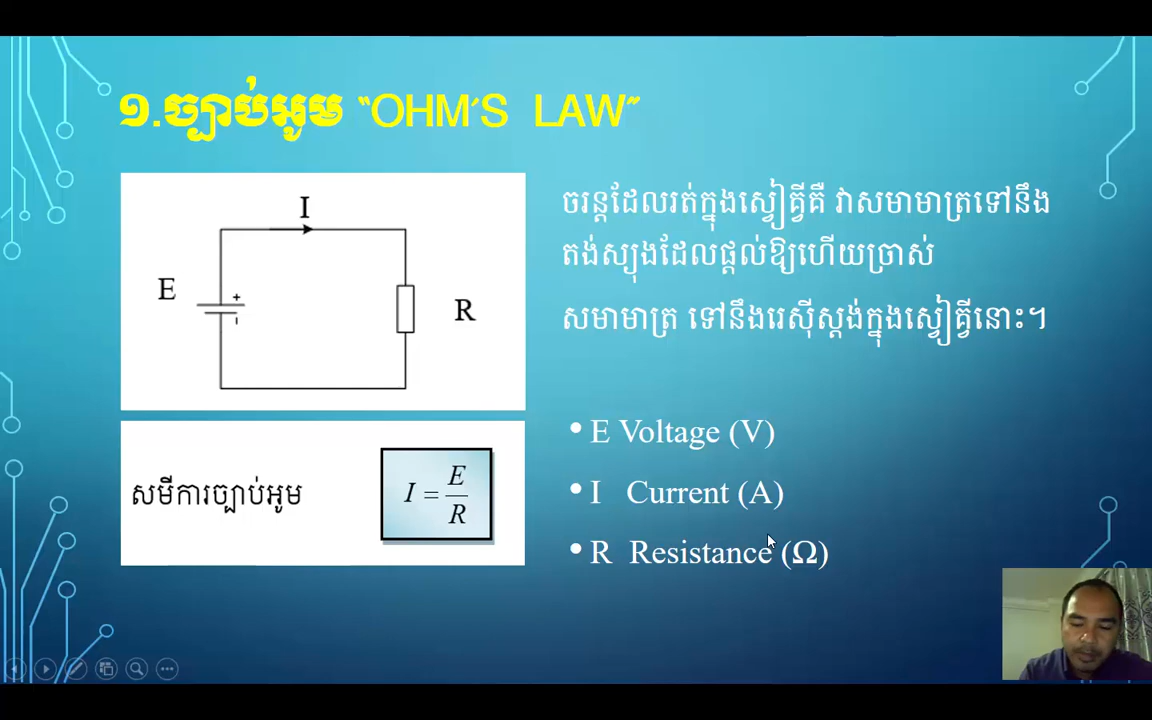 ១.ច្បាប់អូម “OHM’S LAW”
I
E
+
R
ចរន្តដែលរត់ក្នុងសៀគ្វីគឺ វាសមាមាត្រទៅនឹង
តង់ស្យុងដែលផ្តល់ឱ្យហើយច្រាស់
សមាមាត្រ ទៅនឹងរេស៊ីស្តង់ក្នុងសៀគ្វីនោះ។
សមីការច្បាប់អូម
I = E/R
• E Voltage (V)
• I Current (A)
• R Resistance (Ω)